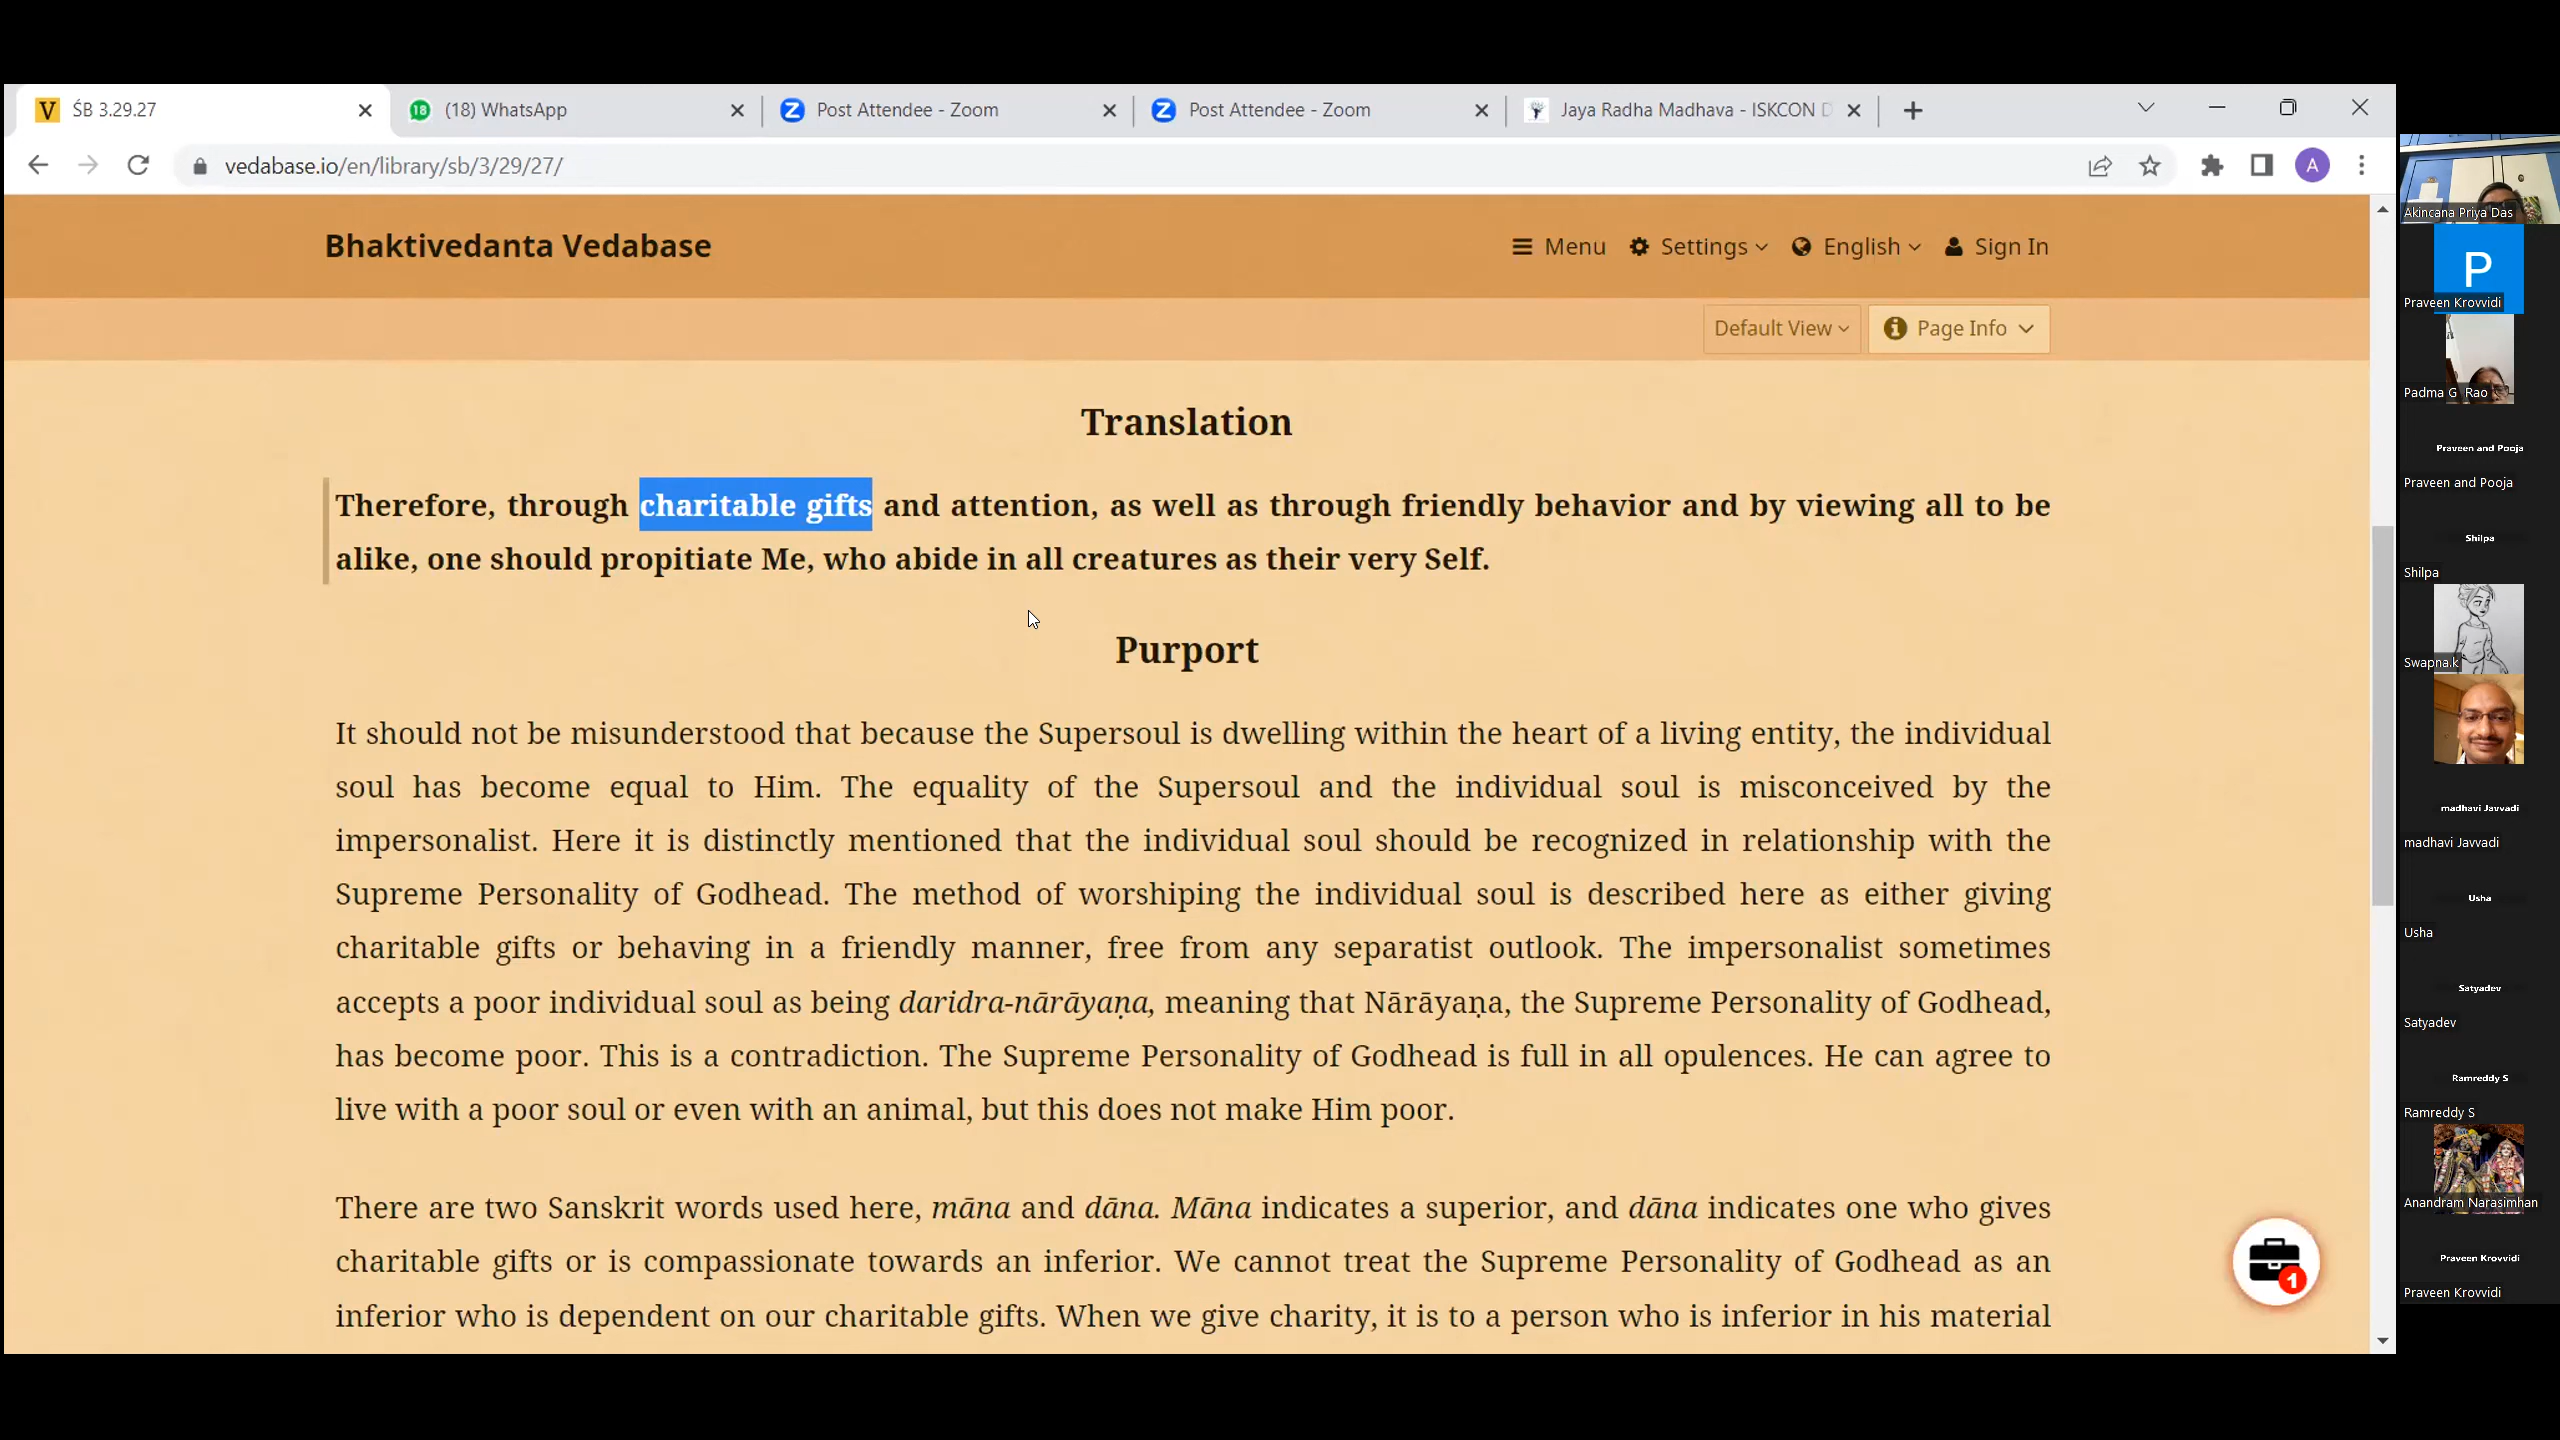 ŚB 3.29.27
(18) WhatsApp
Post Attendee - Zoom
Post Attendee - Zoom
Jaya Radha Madhava - ISKCON D
vedabase.io/en/library/sb/3/29/27/
A
Bhaktivedanta Vedabase
Menu Settings English Sign In
Default View Page Info
Translation
Therefore, through charitable gifts and attention, as well as through friendly behavior and by viewing all to be
alike, one should propitiate Me, who abide in all creatures as their very Self.
Purport
It should not be misunderstood that because the Supersoul is dwelling within the heart of a living entity, the individual
soul has become equal to Him. The equality of the Supersoul and the individual soul is misconceived by the
impersonalist. Here it is distinctly mentioned that the individual soul should be recognized in relationship with the
Supreme Personality of Godhead. The method of worshiping the individual soul is described here as either giving
charitable gifts or behaving in a friendly manner, free from any separatist outlook. The impersonalist sometimes
accepts a poor individual soul as being daridra-nārāyaṇa, meaning that Nārāyaṇa, the Supreme Personality of Godhead,
has become poor. This is a contradiction. The Supreme Personality of Godhead is full in all opulences. He can agree to
live with a poor soul or even with an animal, but this does not make Him poor.
There are two Sanskrit words used here, māna and dāna. Māna indicates a superior, and dāna indicates one who gives
charitable gifts or is compassionate towards an inferior. We cannot treat the Supreme Personality of Godhead as an
inferior who is dependent on our charitable gifts. When we give charity, it is to a person who is inferior in his material
1
Akincana Priya Das
P
Praveen Krovvidi
Padma G Rao
Praveen and Pooja
Praveen and Pooja
Shilpa
Shilpa
Swapna.k
madhavi Javvadi
madhavi Javvadi
Usha
Usha
Satyadev
Satyadev
Ramreddy S
Ramreddy S
Anandram Narasimhan
Praveen Krovvidi
Praveen Krovvidi